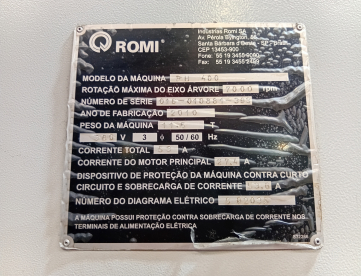 ROMI
Indústrias Romi SA
Av. Pérola Byington, 56
Santa Bárbara d'Oeste - SP - Brasil
CEP 13453-900
Fone: 55 19 3455-9000
Fax: 55 19 3455-2499
MODELO DA MÁQUINA
ROTAÇÃO MÁXIMA DO EIXO ÁRVORE 7000 rpm
NÚMERO DE SÉRIE
ANO DE FABRICAÇÃO 2016
PESO DA MÁQUINA
V 3 ϕ 50/60 Hz
CORRENTE TOTAL
CORRENTE DO MOTOR PRINCIPAL
DISPOSITIVO DE PROTEÇÃO DA MÁQUINA CONTRA CURTO
CIRCUITO E SOBRECARGA DE CORRENTE
NÚMERO DO DIAGRAMA ELÉTRICO
A MÁQUINA POSSUI PROTEÇÃO CONTRA SOBRECARGA DE CORRENTE NOS
TERMINAIS DE ALIMENTAÇÃO ELÉTRICA